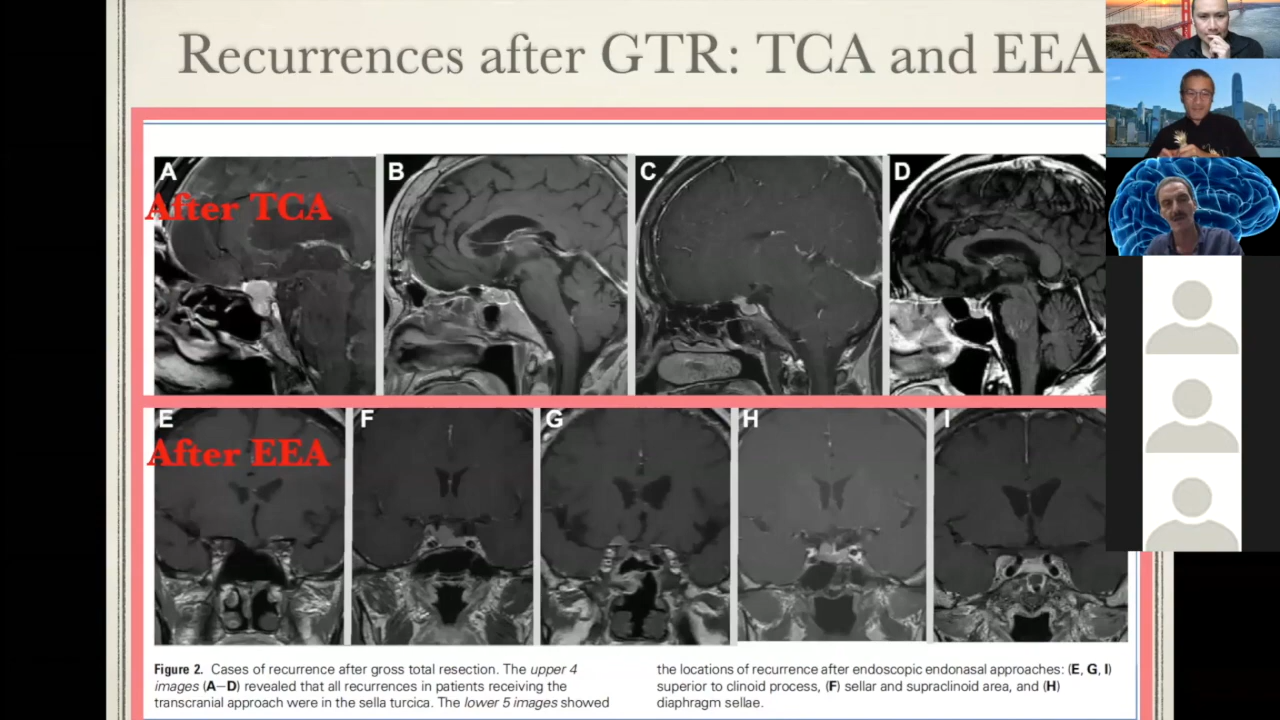 Recurrences after GTR: TCA and EEA
A
B
C
D
After TCA
E
F
G
H
I
After EEA
Figure 2. Cases of recurrence after gross total resection. The upper 4
images (A–D) revealed that all recurrences in patients receiving the
transcranial approach were in the sella turcica. The lower 5 images showed
the locations of recurrence after endoscopic endonasal approaches: (E, G, I)
superior to clinoid process, (F) sellar and supraclinoid area, and (H)
diaphragm sellae.